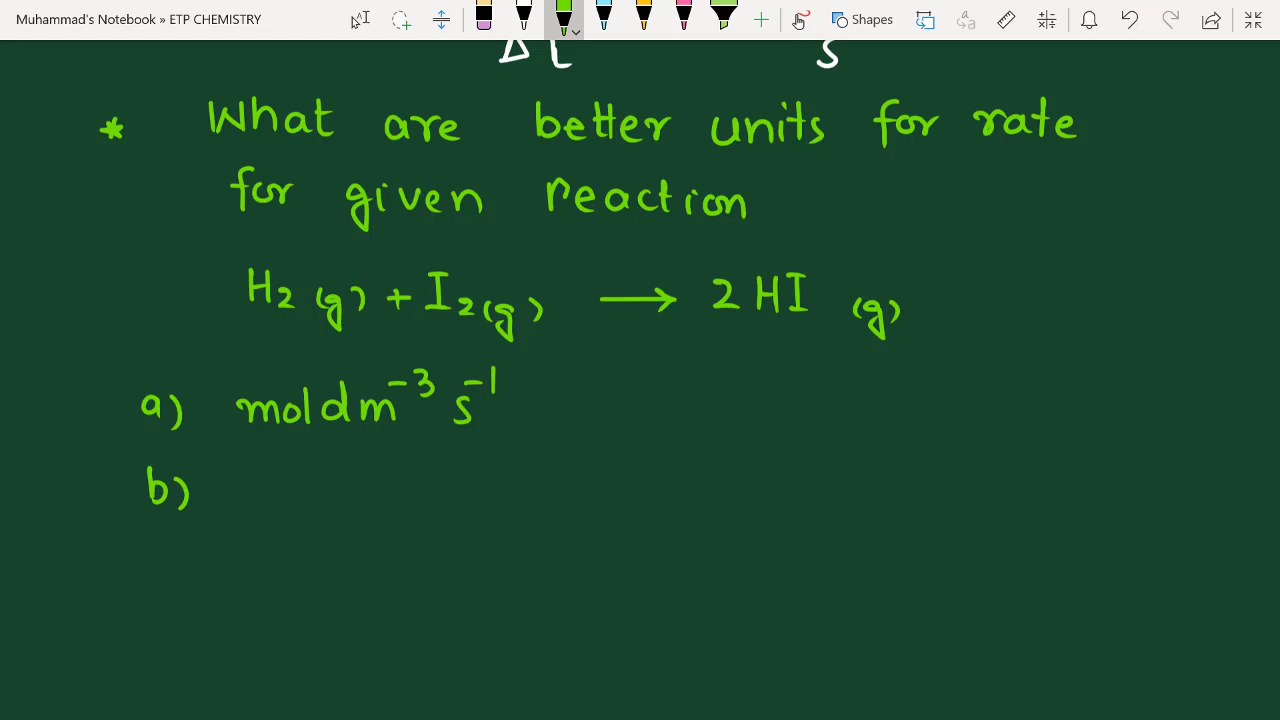 Muhammad's Notebook » ETP CHEMISTRY
Shapes
Δt s
* What are better units for rate
for given reaction
H₂ (g) + I₂ (g) ⟶ 2 HI (g)
a) mol dm⁻³ s⁻¹
b)